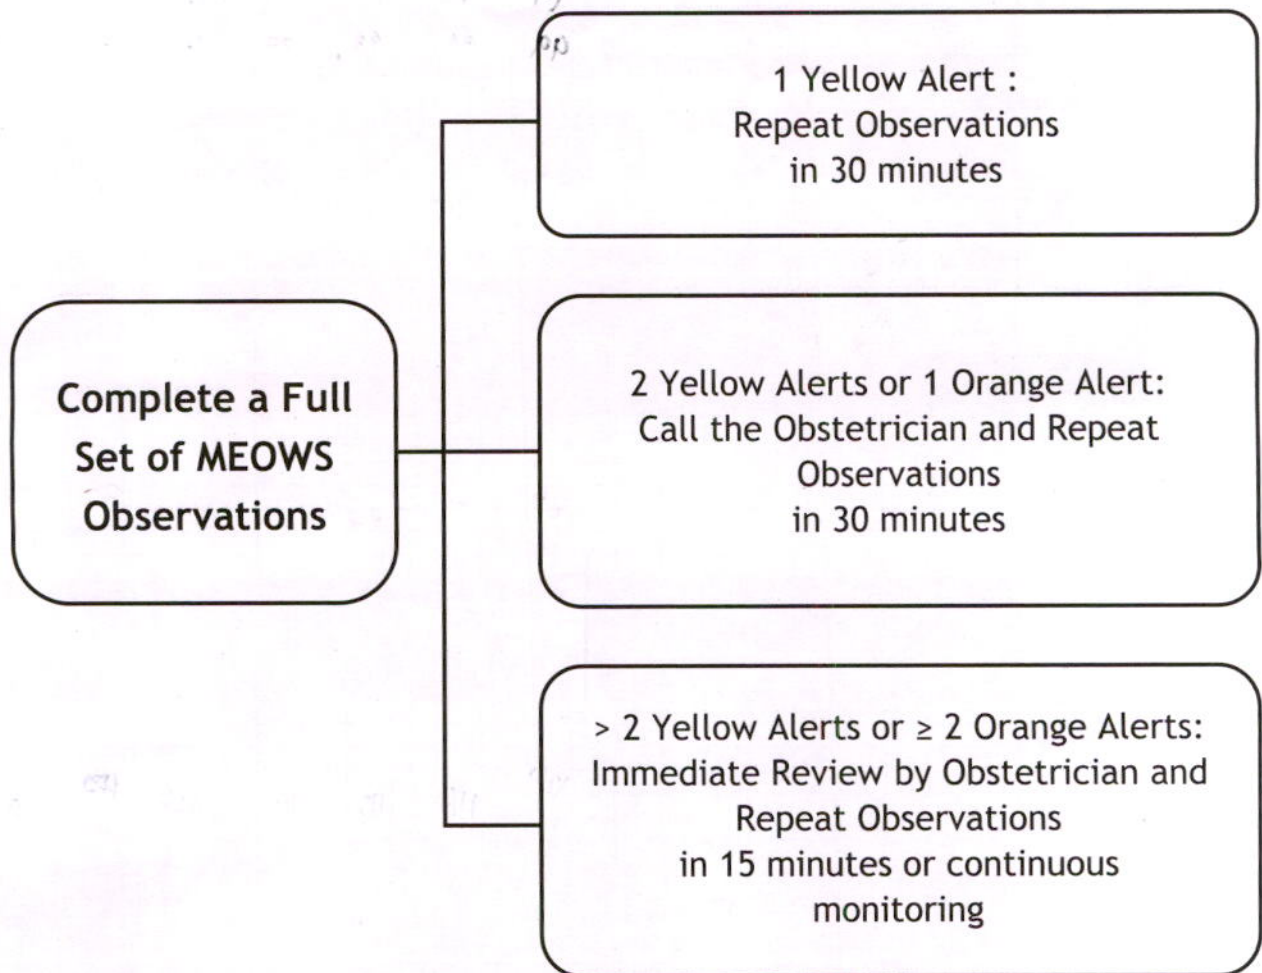 1 Yellow Alert :
Repeat Observations
in 30 minutes
Complete a Full
Set of MEOWS
Observations
2 Yellow Alerts or 1 Orange Alert:
Call the Obstetrician and Repeat
Observations
in 30 minutes
> 2 Yellow Alerts or ≥ 2 Orange Alerts:
Immediate Review by Obstetrician and
Repeat Observations
in 15 minutes or continuous
monitoring